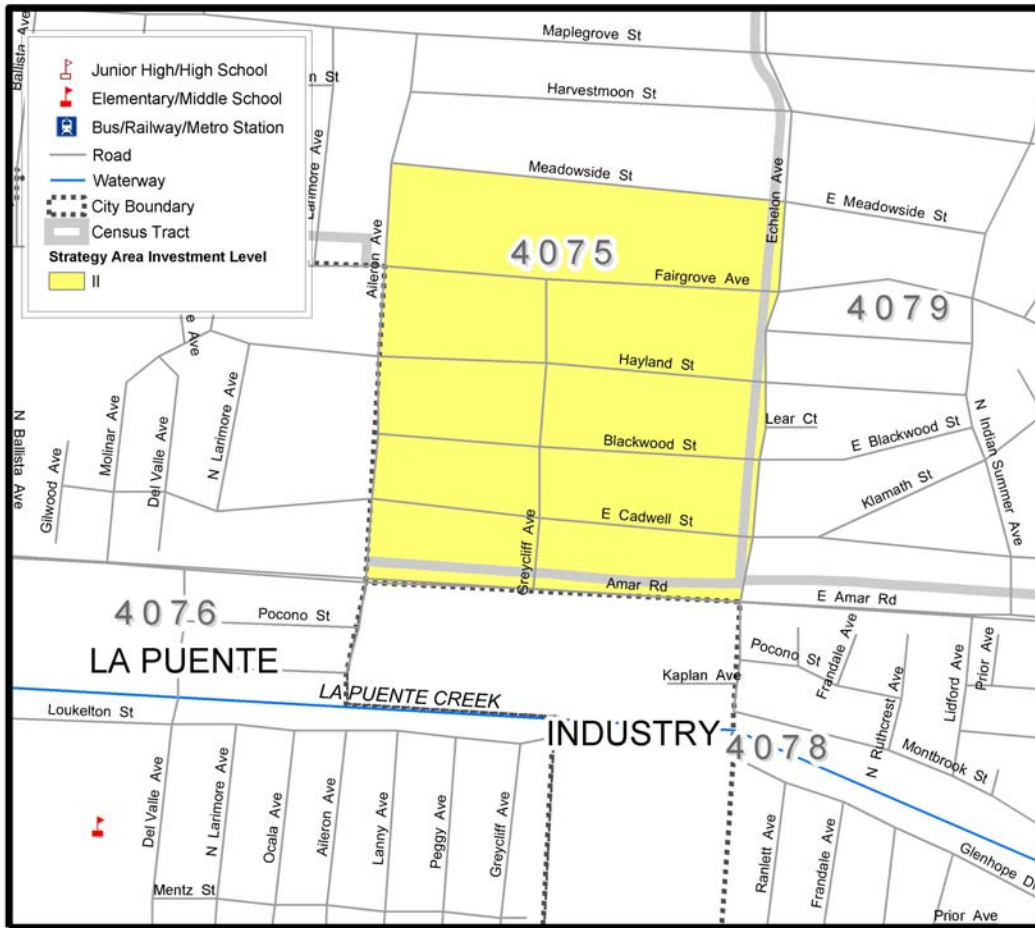 Maplegrove St
Ballista Ave
Junior High/High School
Elementary/Middle School
Bus/Railway/Metro Station
Road
Waterway
City Boundary
Census Tract
Strategy Area Investment Level
II
n St
Larimore Ave
Harvestmoon St
Meadowside St
E Meadowside St
Echelon Ave
Aileron Ave
4075
Fairgrove Ave
4079
e Ave
Hayland St
N Ballista Ave
Gilwood Ave
Molinar Ave
Del Valle Ave
N Larimore Ave
Lear Ct
Blackwood St
E Blackwood St
N Indian Summer Ave
Klamath St
E Cadwell St
Greycliff Ave
Amar Rd
E Amar Rd
4076
Pocono St
LA PUENTE
LA PUENTE CREEK
Loukelton St
INDUSTRY
4078
Kaplan Ave
Pocono St
Frandale Ave
N Ruthcrest Ave
Lidford Ave
Prior Ave
Montbrook St
Del Valle Ave
N Larimore Ave
Ocala Ave
Aileron Ave
Lanny Ave
Peggy Ave
Greycliff Ave
Ranlett Ave
Frandale Ave
Glenhope D
Mentz St
Prior Ave